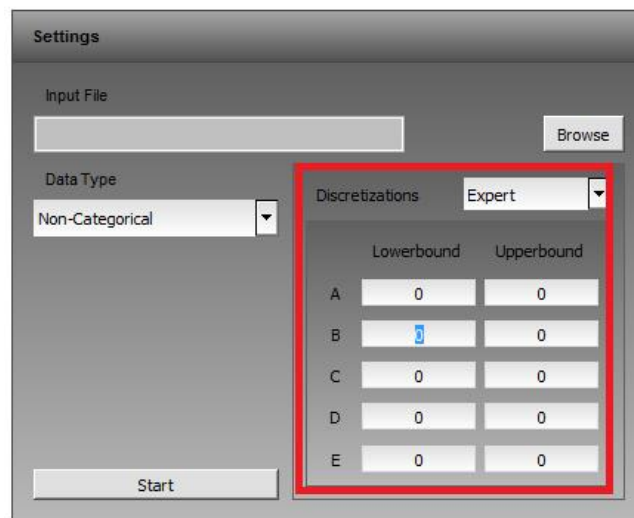 Settings
Input File
Browse
Data Type
Discretizations Expert
Non-Categorical
Lowerbound Upperbound
A 0 0
B 0 0
C 0 0
D 0 0
E 0 0
Start